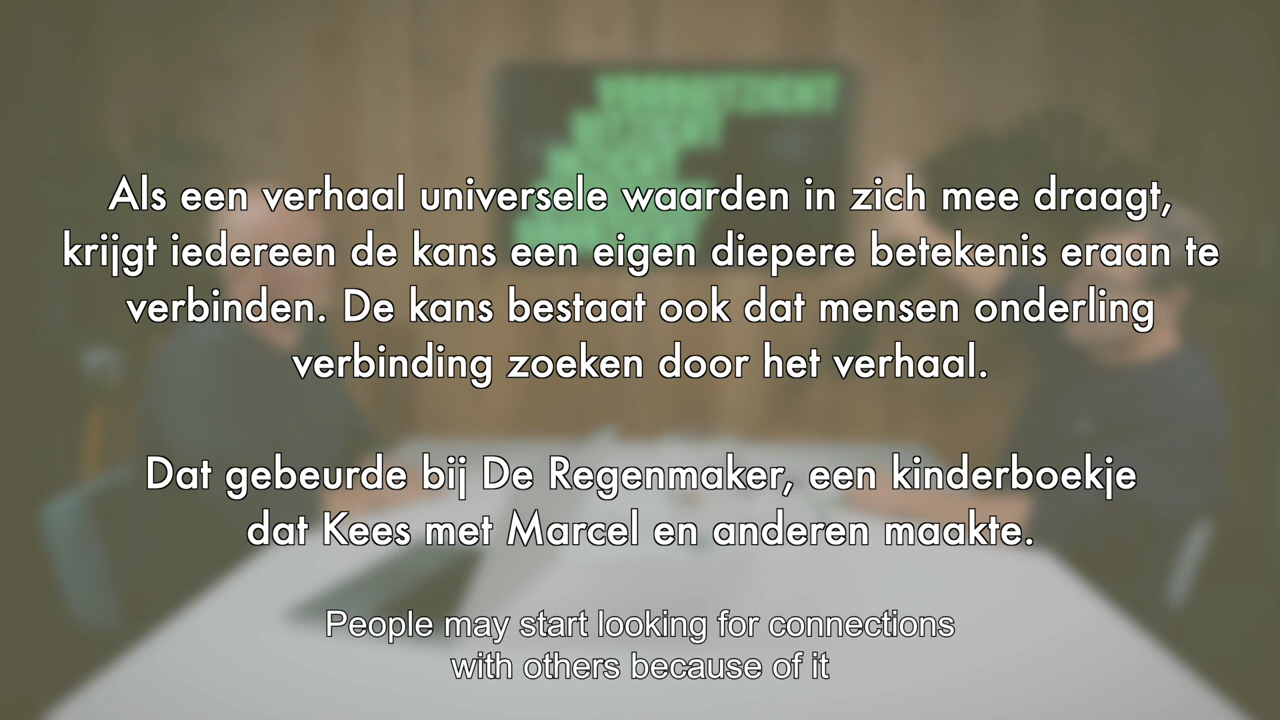 Als een verhaal universele waarden in zich mee draagt,
krijgt iedereen de kans een eigen diepere betekenis eraan te
verbinden. De kans bestaat ook dat mensen onderling
verbinding zoeken door het verhaal.
Dat gebeurde bij De Regenmaker, een kinderboekje
dat Kees met Marcel en anderen maakte.
People may start looking for connections
with others because of it